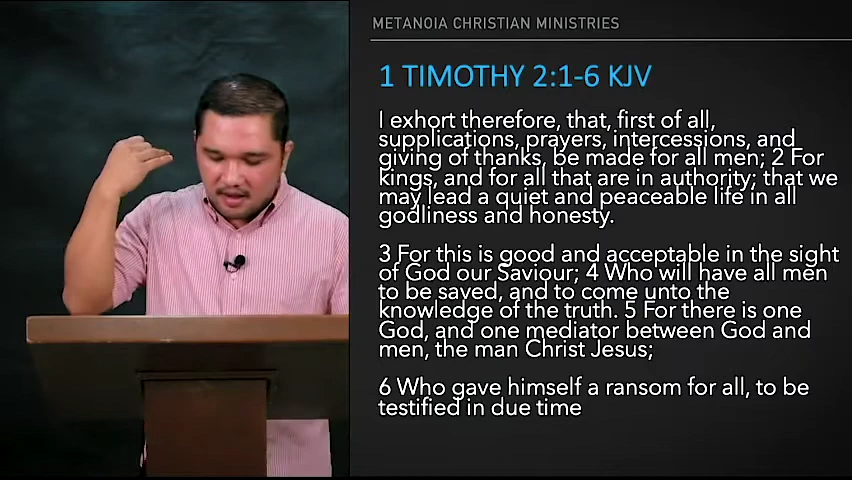 METANOIA CHRISTIAN MINISTRIES
1 TIMOTHY 2:1-6 KJV
I exhort therefore, that, first of all,
supplications, prayers, intercessions, and
giving of thanks, be made for all men; 2 For
kings, and for all that are in authority; that we
may lead a quiet and peaceable life in all
godliness and honesty.
3 For this is good and acceptable in the sight
of God our Saviour; 4 Who will have all men
to be saved, and to come unto the
knowledge of the truth. 5 For there is one
God, and one mediator between God and
men, the man Christ Jesus;
6 Who gave himself a ransom for all, to be
testified in due time